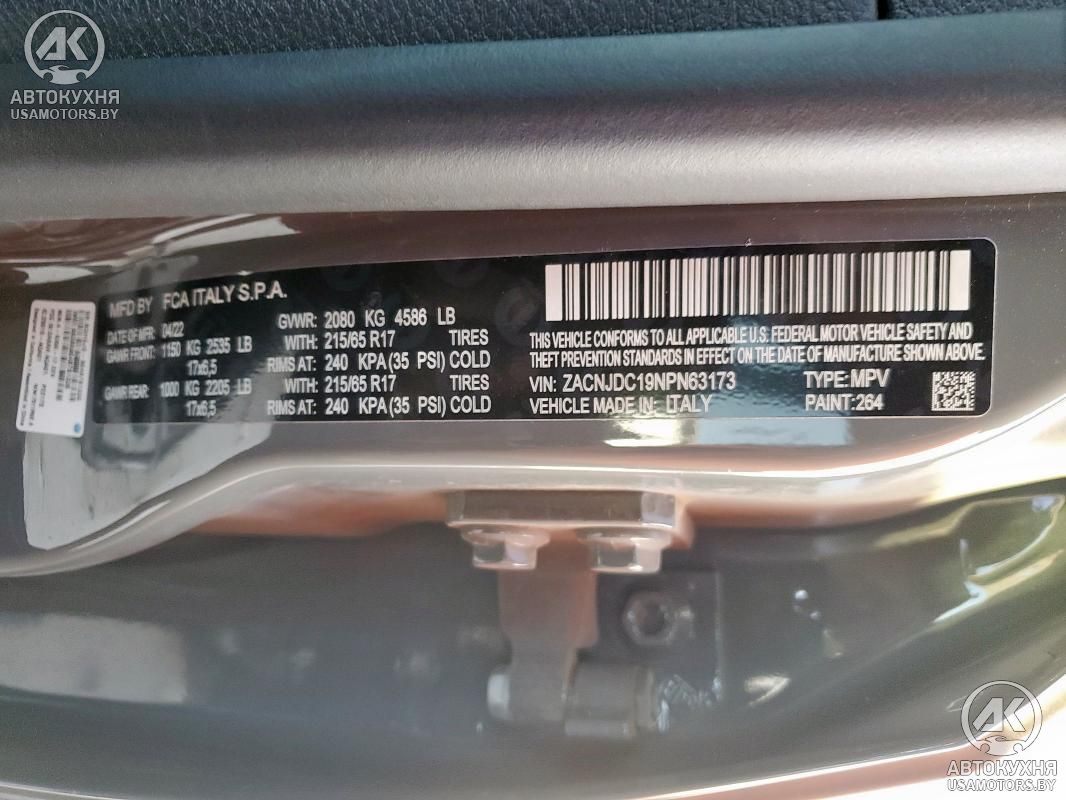 AK
АВТОКУХНЯ
USAMOTORS.BY
MFD BY FCA ITALY S.P.A.
DATE OF MFR 04/22 GVWR: 2080 KG 4586 LB
GAWR FRONT: 1150 KG 2535 LB WITH: 215/65 R17 TIRES
17x6,5 RIMS AT: 240 KPA (35 PSI) COLD
GAWR REAR: 1000 KG 2205 LB WITH: 215/65 R17 TIRES
17x6,5 RIMS AT: 240 KPA (35 PSI) COLD
THIS VEHICLE CONFORMS TO ALL APPLICABLE U.S. FEDERAL MOTOR VEHICLE SAFETY AND
THEFT PREVENTION STANDARDS IN EFFECT ON THE DATE OF MANUFACTURE SHOWN ABOVE.
VIN: ZACNJDC19NPN63173 TYPE: MPV
VEHICLE MADE IN: ITALY PAINT: 264
AK
АВТОКУХНЯ
USAMOTORS.BY